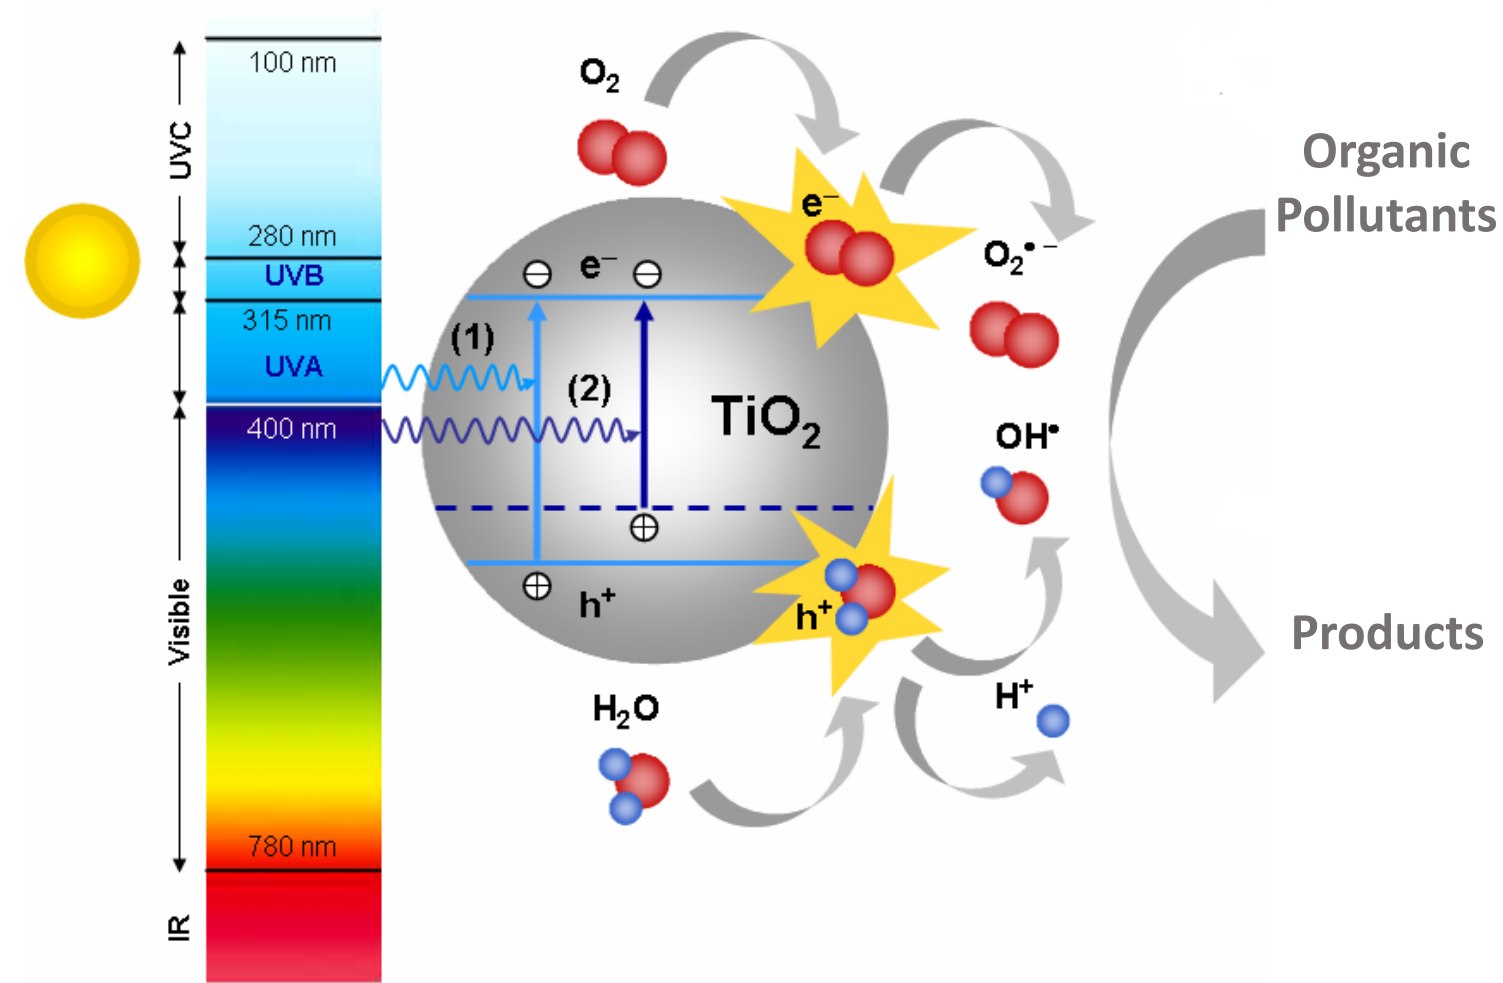 100 nm
UVC
280 nm
UVB
315 nm
UVA
400 nm
Visible
780 nm
IR
O₂
e⁻
O₂•⁻
e⁻
(1)
(2)
TiO₂
OH•
h⁺
h⁺
H₂O
H⁺
Organic
Pollutants
Products